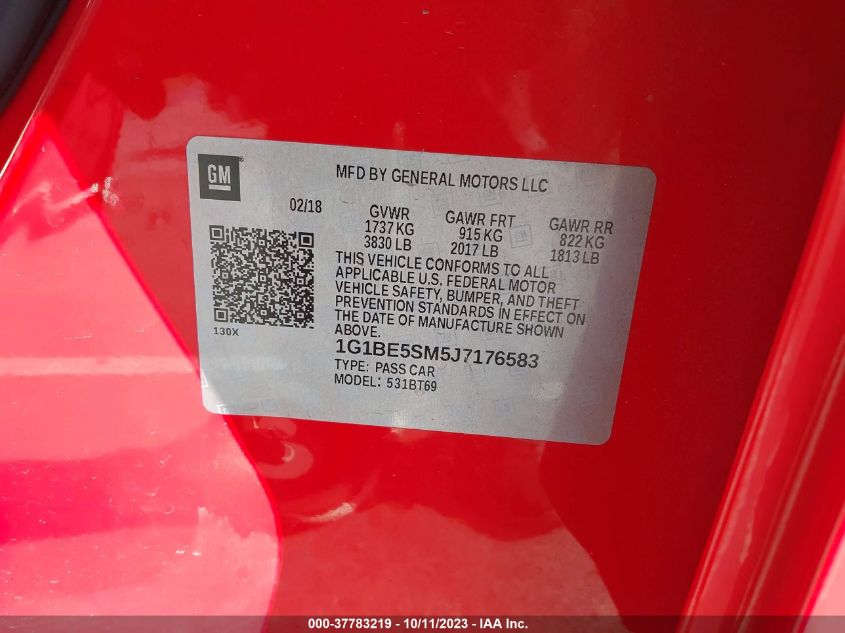 GM
MFD BY GENERAL MOTORS LLC
02/18
GVWR
1737 KG
3830 LB
GAWR FRT
915 KG
2017 LB
GAWR RR
822 KG
1813 LB
THIS VEHICLE CONFORMS TO ALL
APPLICABLE U.S. FEDERAL MOTOR
VEHICLE SAFETY, BUMPER, AND THEFT
PREVENTION STANDARDS IN EFFECT ON
THE DATE OF MANUFACTURE SHOWN
ABOVE.
130X
1G1BE5SM5J7176583
TYPE: PASS CAR
MODEL: 531BT69
000-37783219 - 10/11/2023 - IAA Inc.